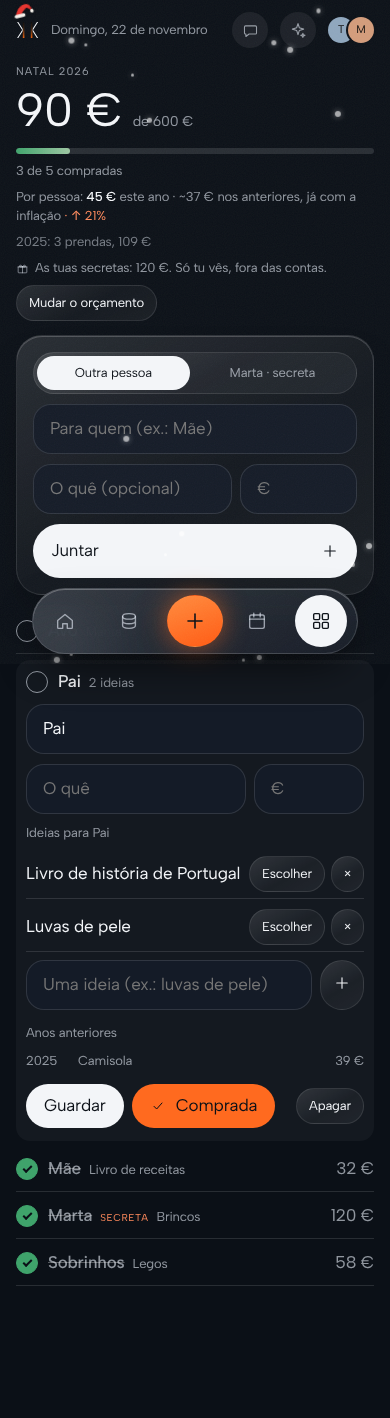 Domingo, 22 de novembro
T
M
NATAL 2026
90 € de 600 €
3 de 5 compradas
Por pessoa: 45 € este ano · ~37 € nos anteriores, já com a
inflação · ↑ 21%
2025: 3 prendas, 109 €
As tuas secretas: 120 €. Só tu vês, fora das contas.
Mudar o orçamento
Outra pessoa
Marta · secreta
Para quem (ex.: Mãe)
O quê (opcional)
€
Juntar +
Pai 2 ideias
Pai
O quê
€
Ideias para Pai
Livro de história de Portugal Escolher ×
Luvas de pele Escolher ×
Uma ideia (ex.: luvas de pele) +
Anos anteriores
2025 Camisola 39 €
Guardar ✓ Comprada Apagar
Mãe Livro de receitas 32 €
Marta SECRETA Brincos 120 €
Sobrinhos Legos 58 €